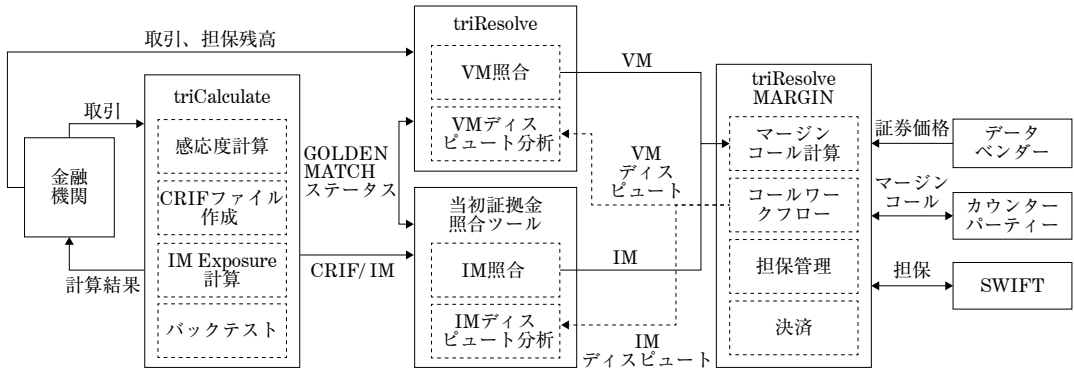 取引、担保残高
取引
金融
機関
計算結果
triCalculate
感応度計算
CRIFファイル
作成
IM Exposure
計算
バックテスト
GOLDEN
MATCH
ステータス
CRIF/ IM
triResolve
VM照合
VMディス
ピュート分析
当初証拠金
照合ツール
IM照合
IMディス
ピュート分析
VM
VM
ディス
ピュート
IM
IM
ディスピュート
triResolve
MARGIN
マージン
コール計算
コールワー
クフロー
担保管理
決済
証券価格
マージン
コール
担保
データ
ベンダー
カウンター
パーティー
SWIFT